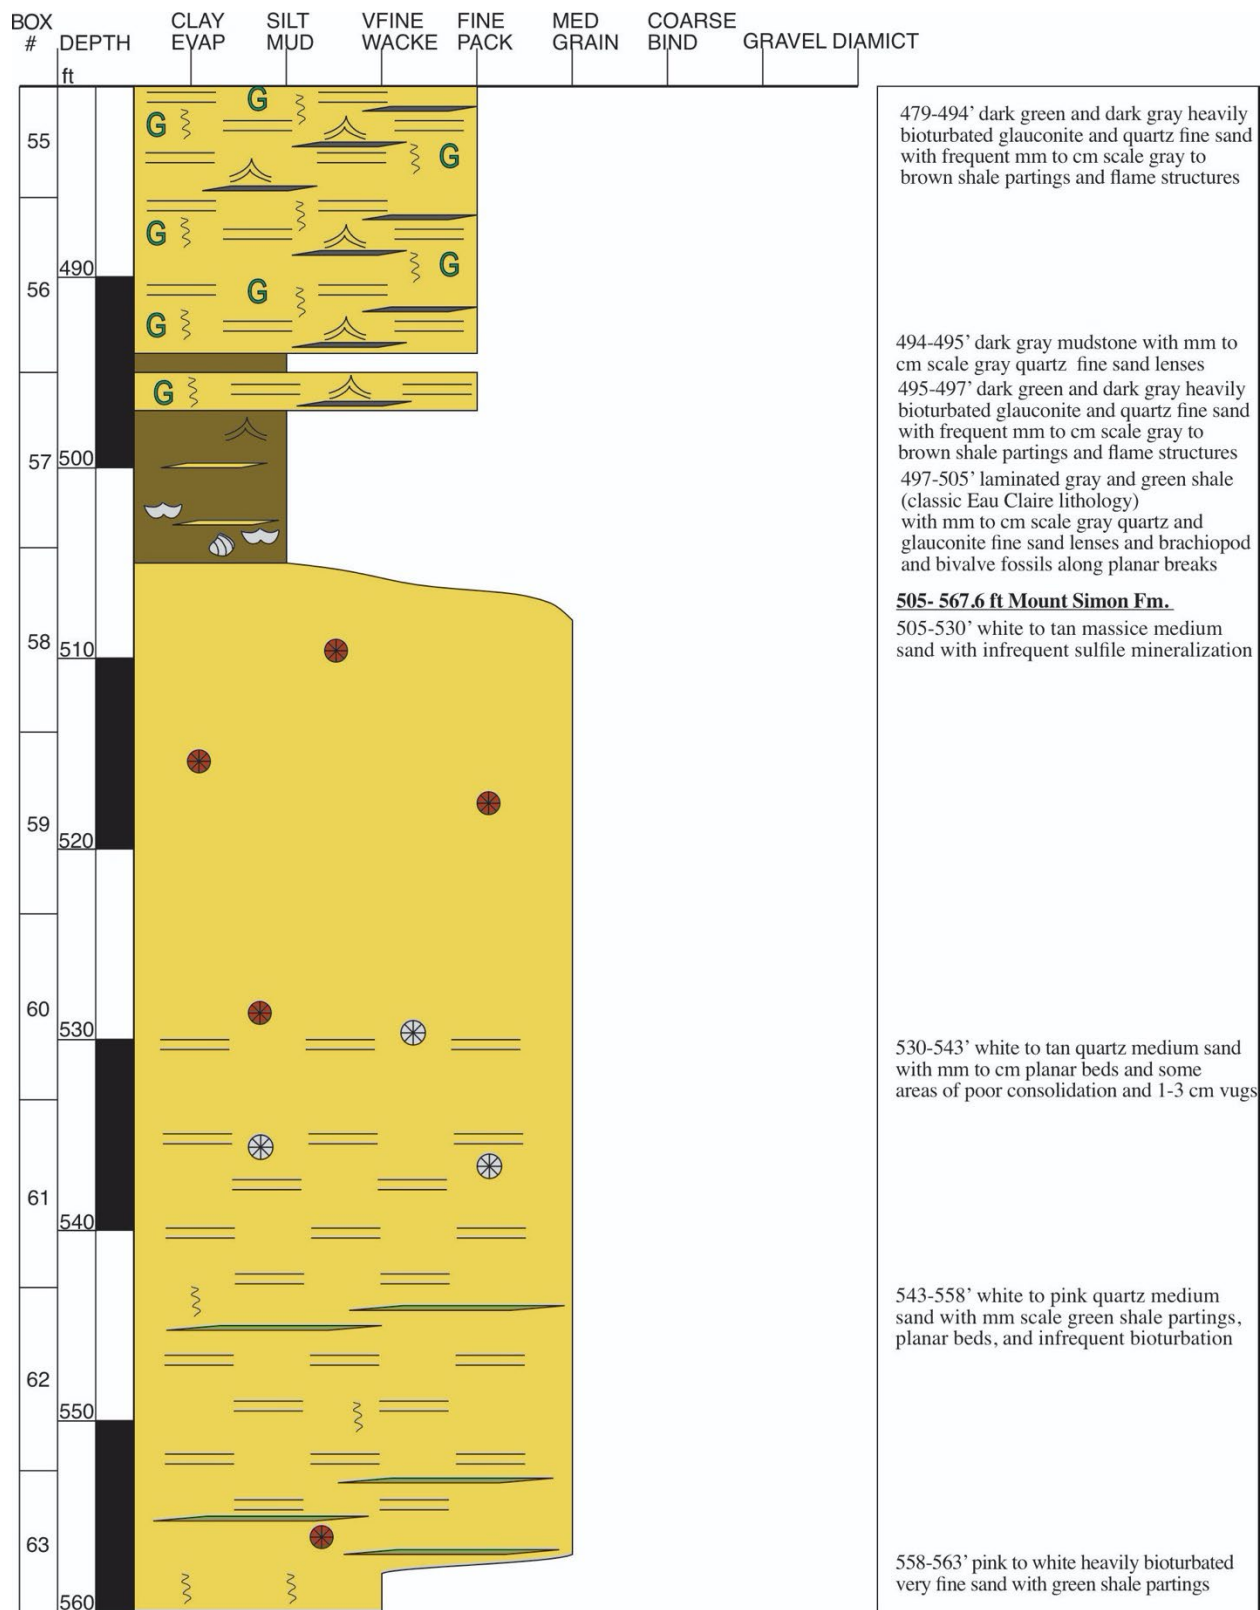 BOX
#
DEPTH
CLAY
EVAP
SILT
MUD
VFINE
WACKE
FINE
PACK
MED
GRAIN
COARSE
BIND
GRAVEL DIAMICT
ft
55
G
G
G
G
G
490
56
G
G
G
57
500
58
510
59
520
60
530
61
540
62
550
63
560
479-494’ dark green and dark gray heavily
bioturbated glauconite and quartz fine sand
with frequent mm to cm scale gray to
brown shale partings and flame structures
494-495’ dark gray mudstone with mm to
cm scale gray quartz fine sand lenses
495-497’ dark green and dark gray heavily
bioturbated glauconite and quartz fine sand
with frequent mm to cm scale gray to
brown shale partings and flame structures
497-505’ laminated gray and green shale
(classic Eau Claire lithology)
with mm to cm scale gray quartz and
glauconite fine sand lenses and brachiopod
and bivalve fossils along planar breaks
505- 567.6 ft Mount Simon Fm.
505-530’ white to tan massice medium
sand with infrequent sulfile mineralization
530-543’ white to tan quartz medium sand
with mm to cm planar beds and some
areas of poor consolidation and 1-3 cm vugs
543-558’ white to pink quartz medium
sand with mm scale green shale partings,
planar beds, and infrequent bioturbation
558-563’ pink to white heavily bioturbated
very fine sand with green shale partings